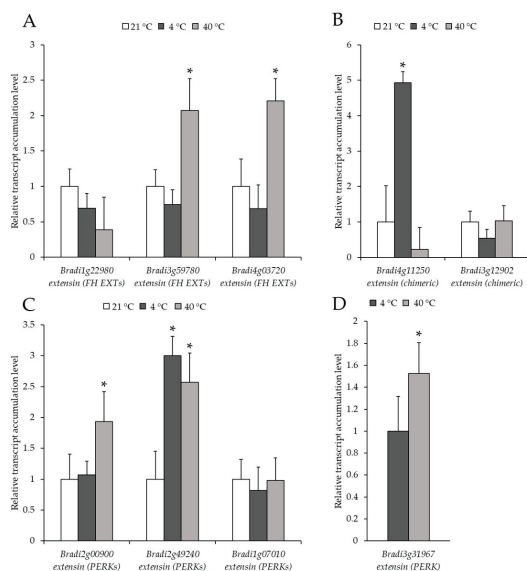 A
21 °C 4 °C 40 °C
Relative transcript accumulation level
3
2.5
2
1.5
1
0.5
0
*
*
Bradi1g22980 Bradi3g59780 Bradi4g03720
extensin (FH EXTs) extensin (FH EXTs) extensin (FH EXTs)
B
21 °C 4 °C 40 °C
Relative transcript accumulation level
6
5
4
3
2
1
0
*
Bradi4g11250 Bradi3g12902
extensin (chimeric) extensin (chimeric)
C
21 °C 4 °C 40 °C
Relative transcript accumulation level
3.5
3
2.5
2
1.5
1
0.5
0
*
*
*
Bradi2g00900 Bradi2g49240 Bradi1g07010
extensin (PERKs) extensin (PERKs) extensin (PERKs)
D
4 °C 40 °C
Relative transcript accumulation level
2
1.8
1.6
1.4
1.2
1
0.8
0.6
0.4
0.2
0
*
Bradi3g31967
extensin (PERK)